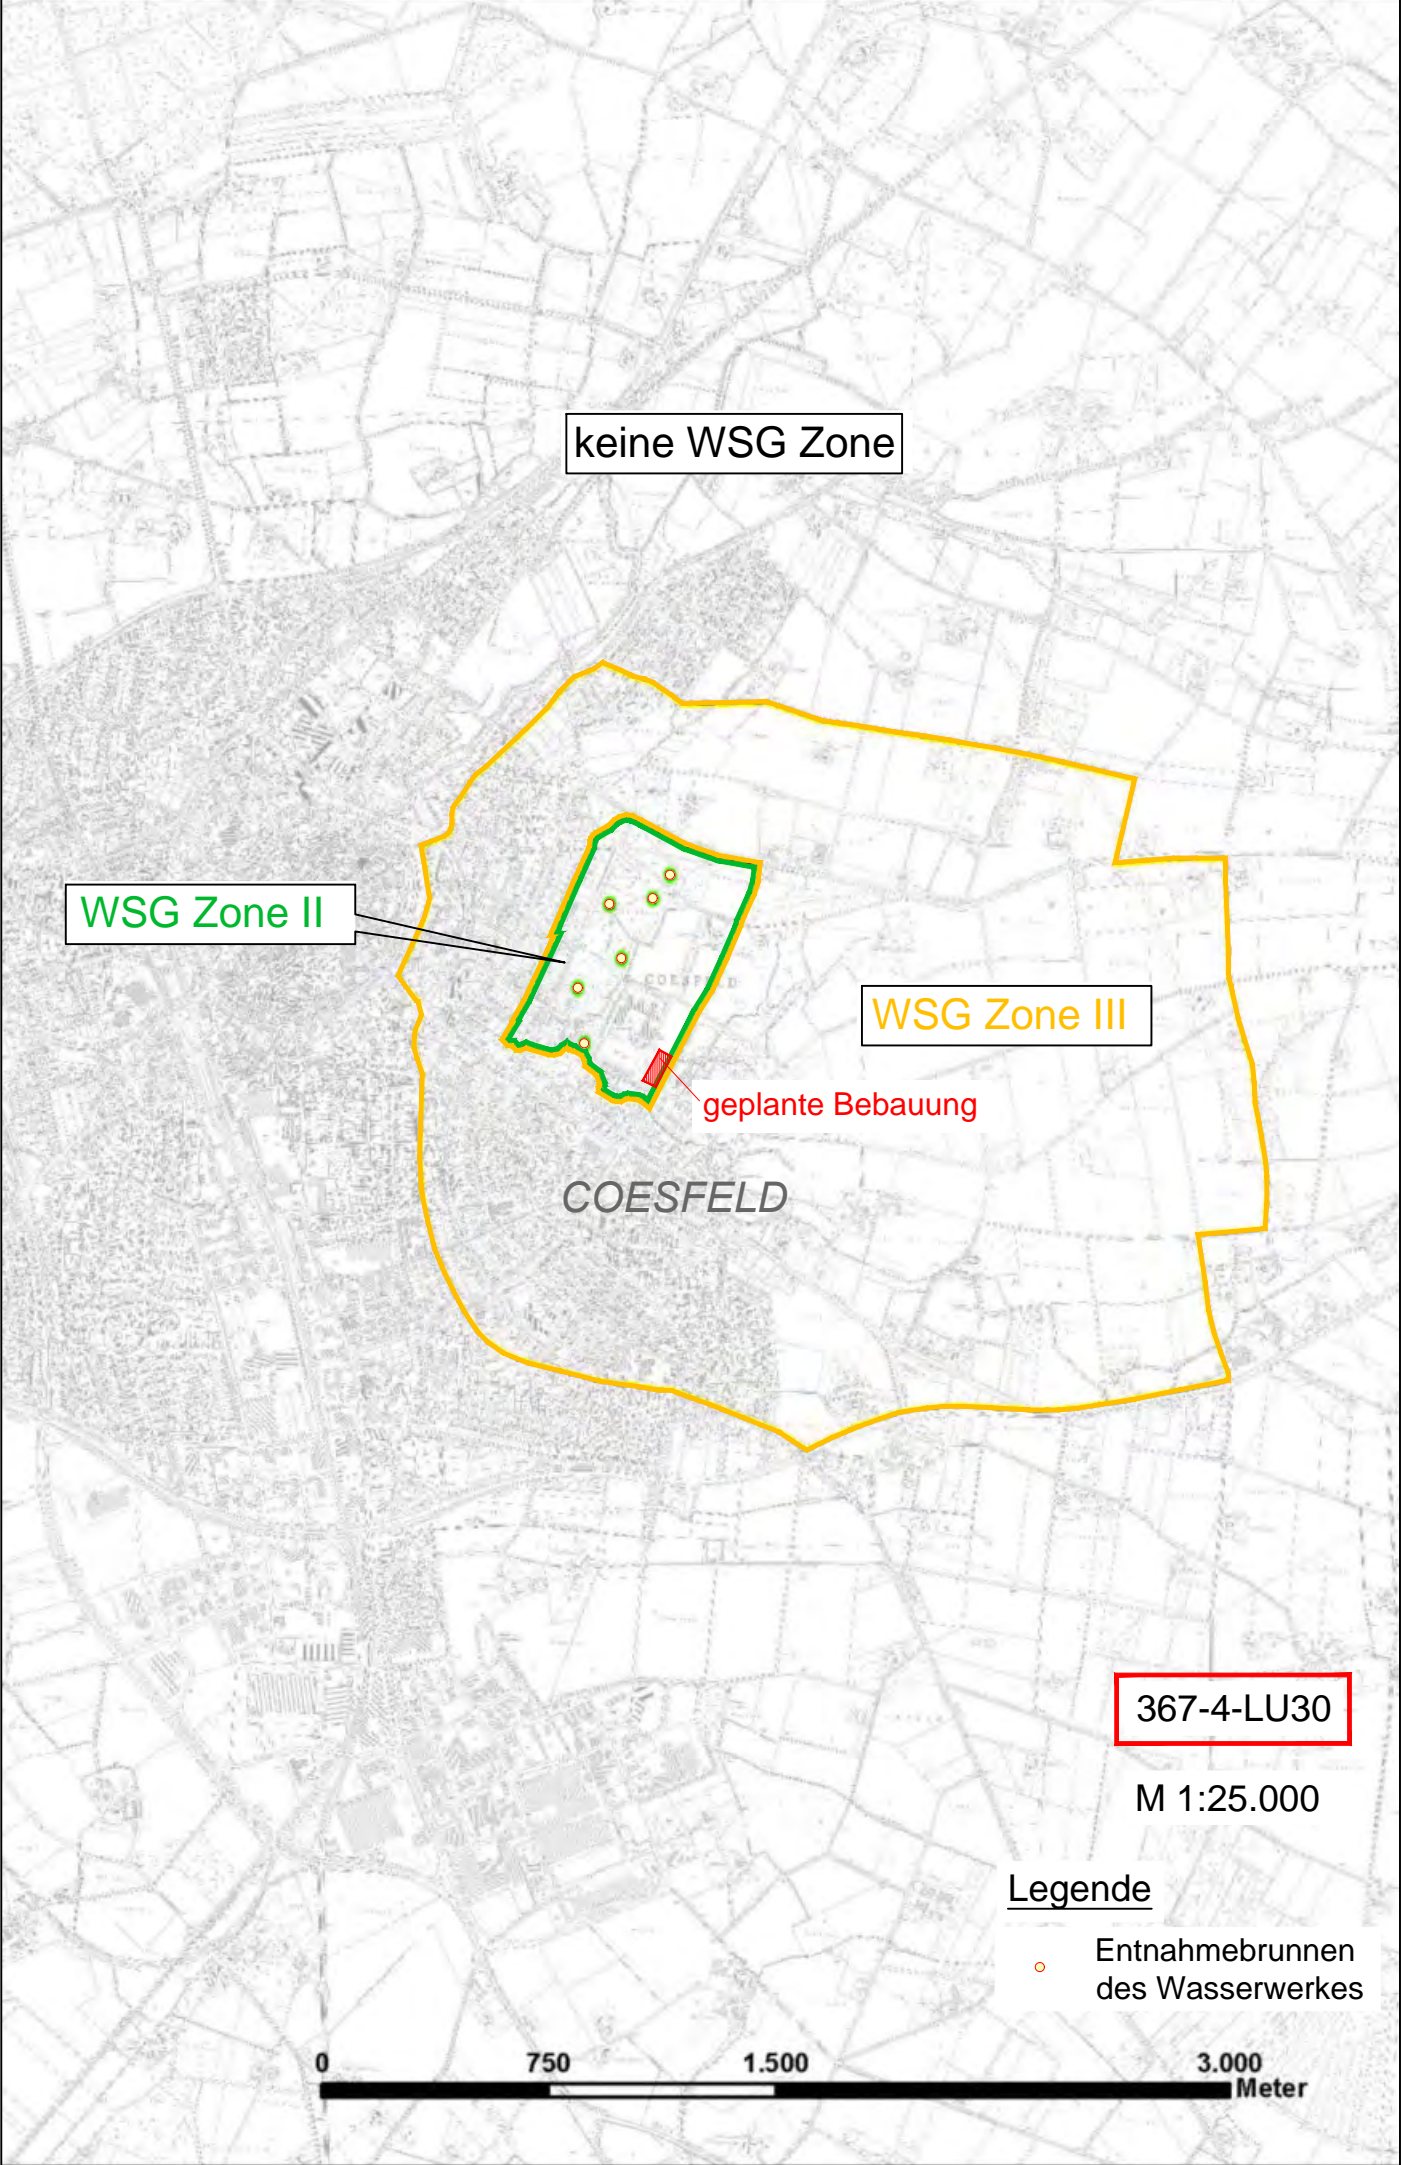 keine WSG Zone
WSG Zone II
COESFELD
WSG Zone III
geplante Bebauung
COESFELD
367-4-LU30
M 1:25.000
Legende
Entnahmebrunnen
des Wasserwerkes
0 750 1.500 3.000
Meter